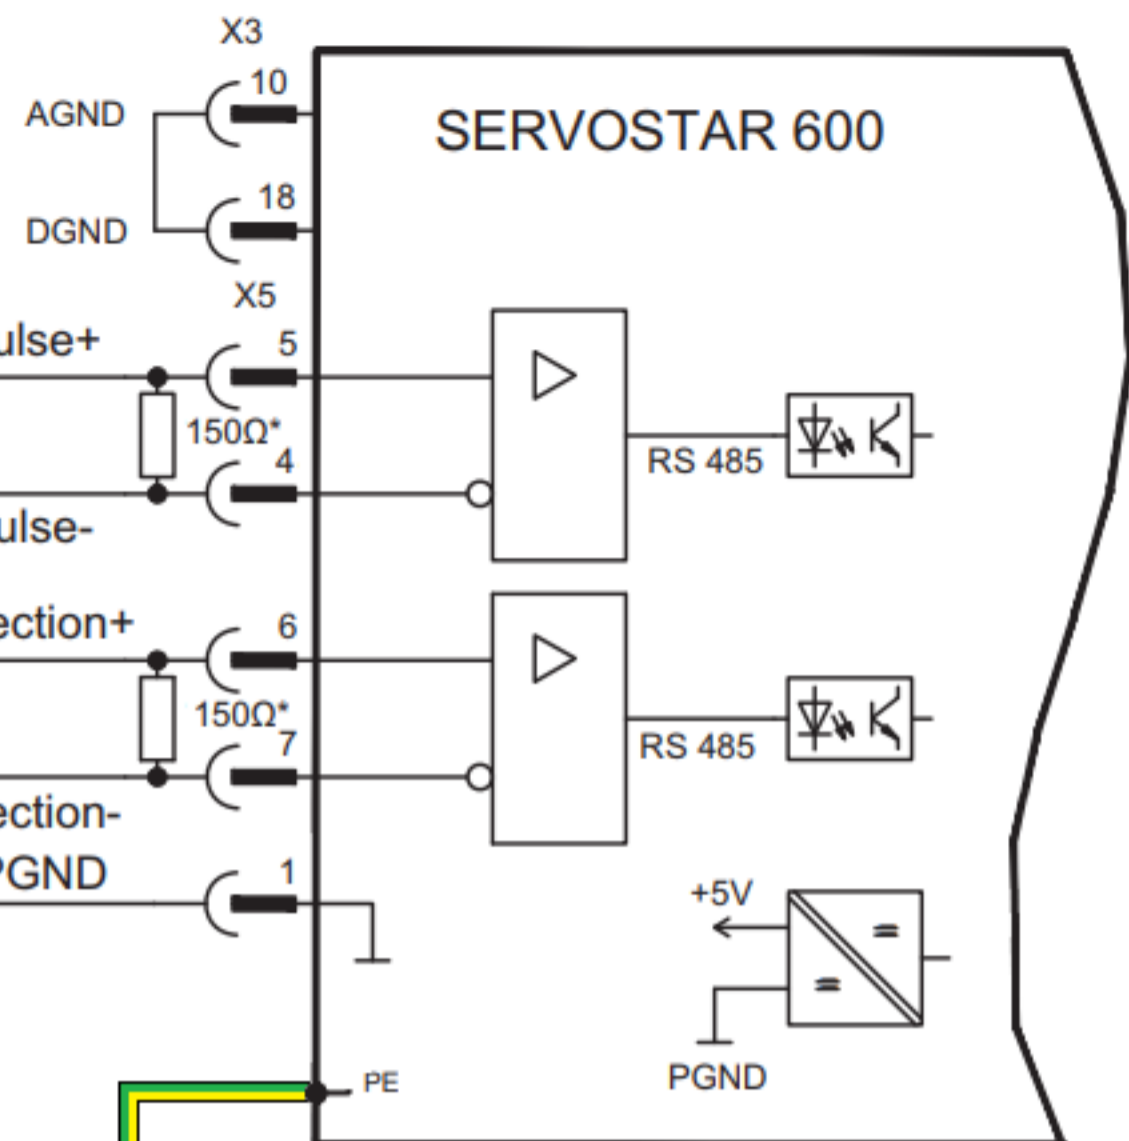 X3
10
AGND
SERVOSTAR 600
18
DGND
X5
ulse+
5
150Ω*
4
RS 485
ulse-
ection+
6
150Ω*
7
RS 485
ection-
PGND
1
+5V
=
=
PGND
PE